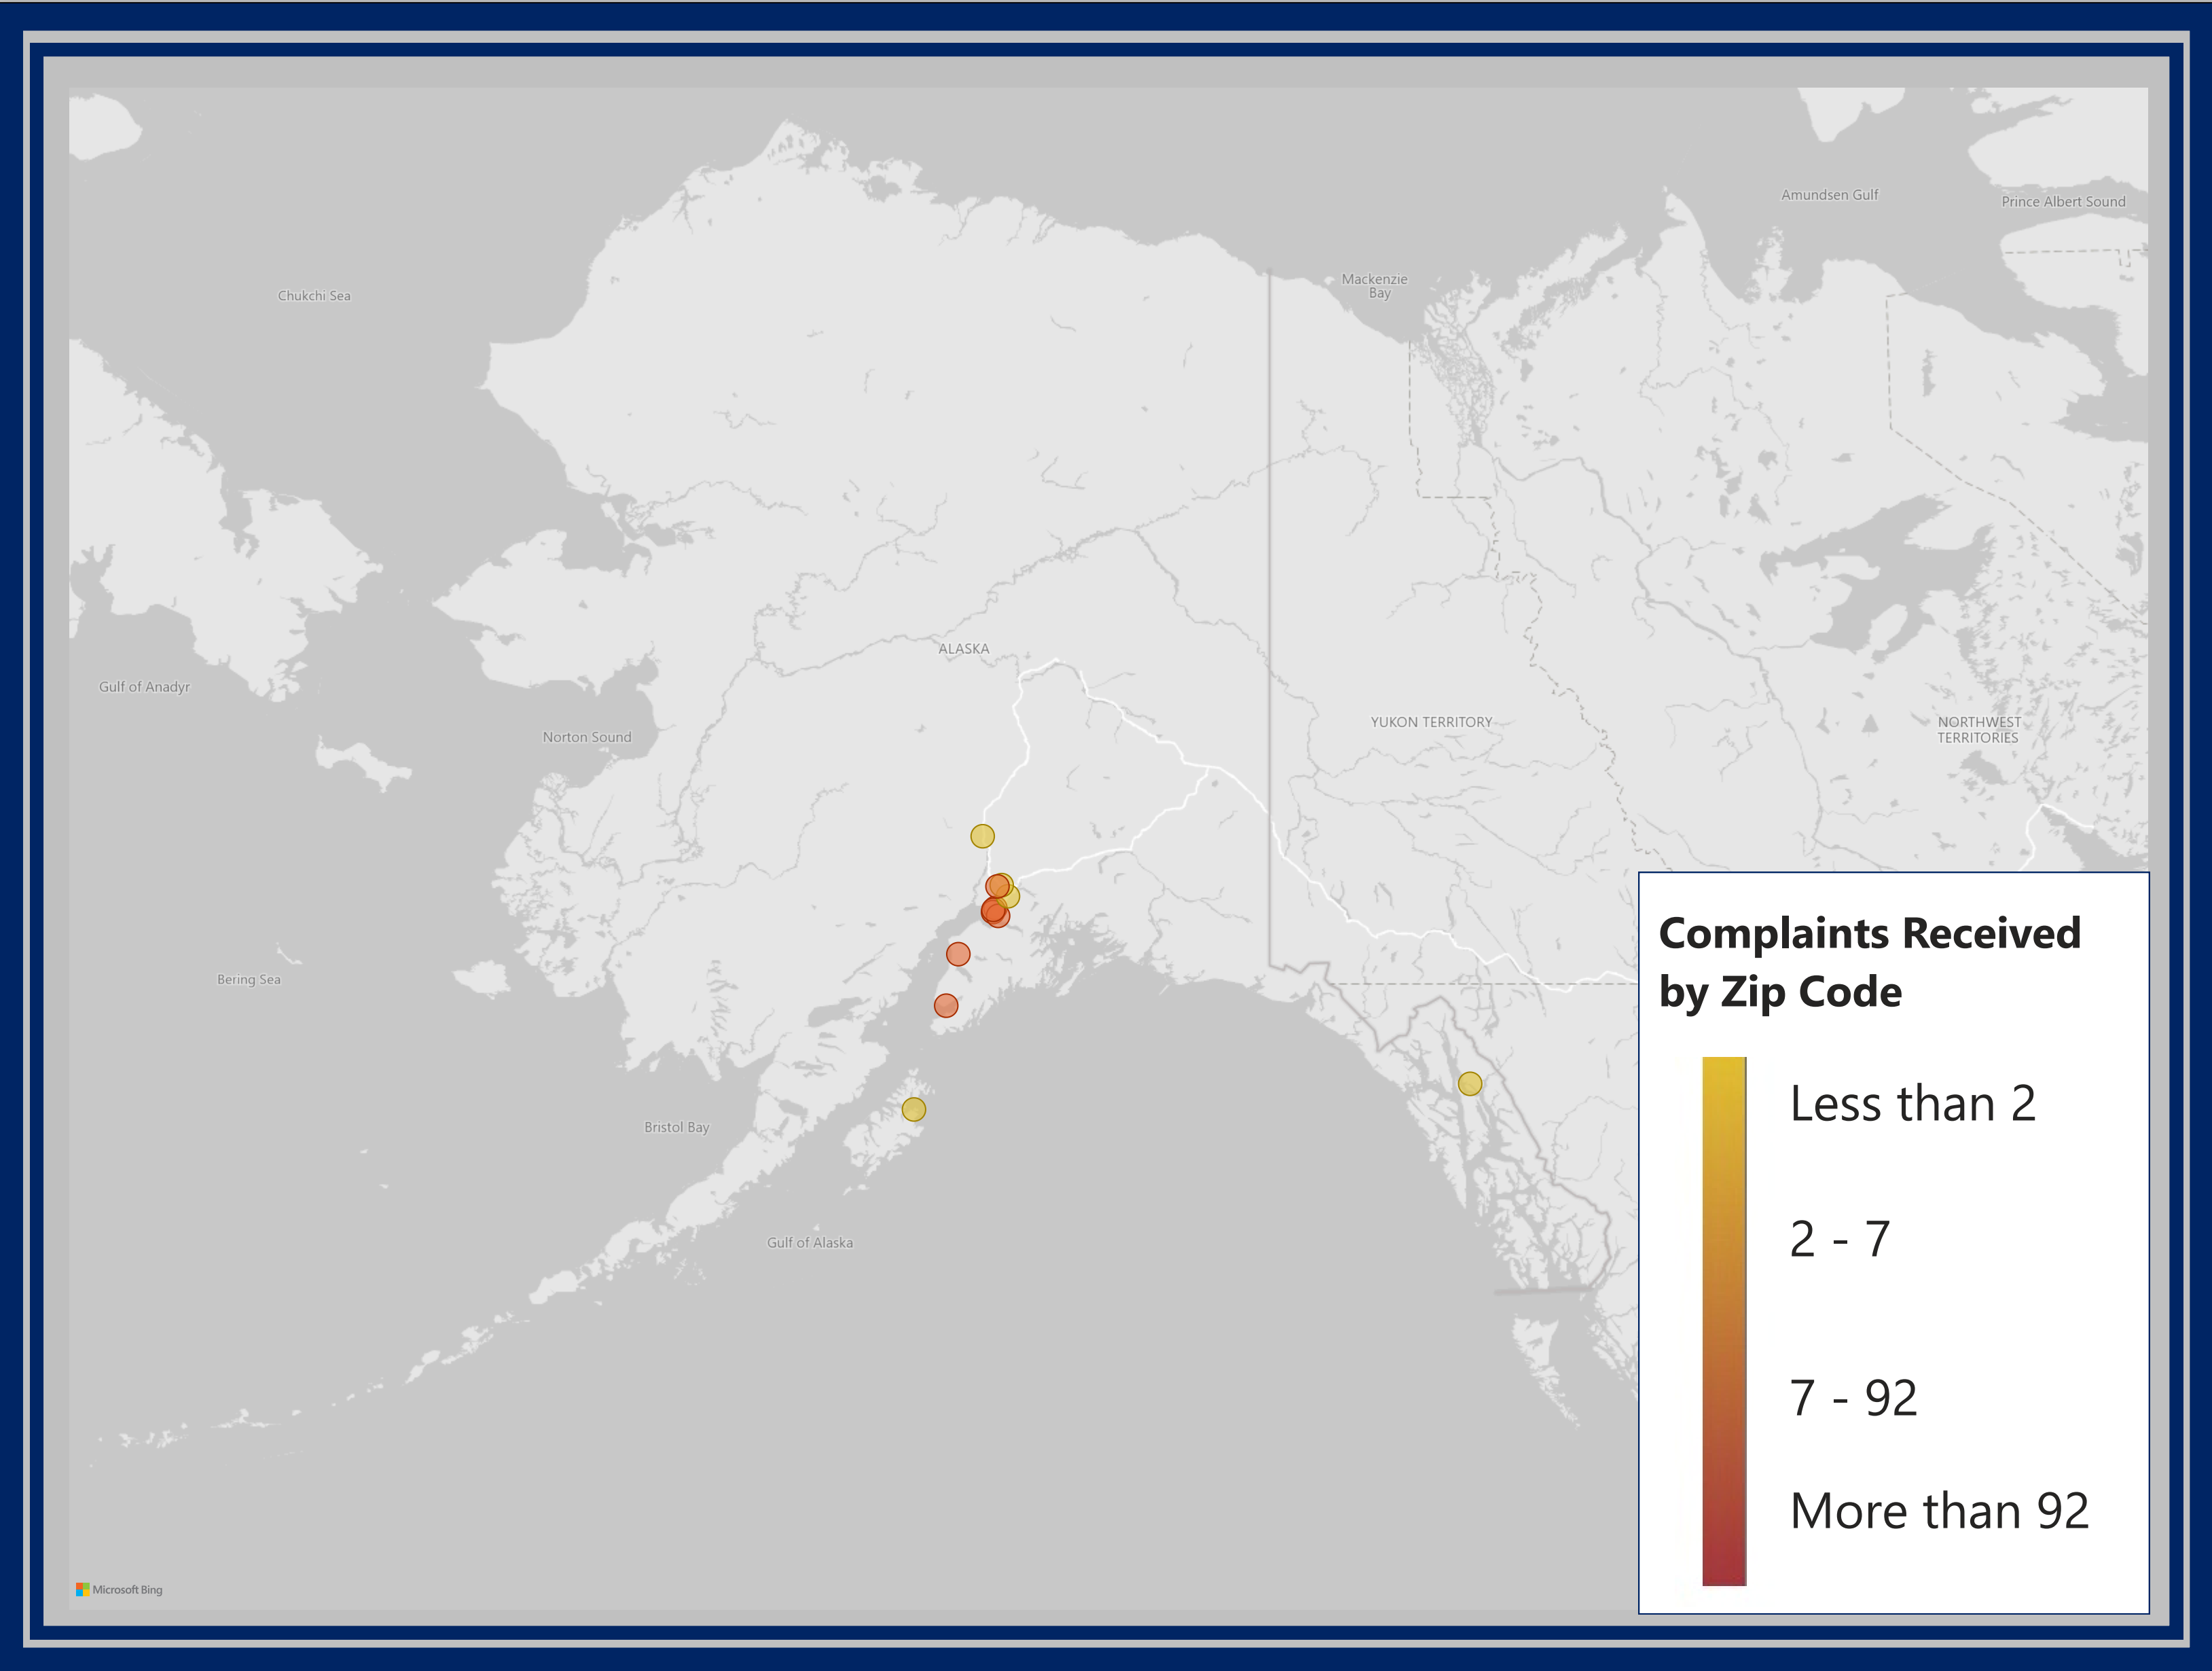 Amundsen Gulf
Prince Albert Sound
Mackenzie
Bay
Chukchi Sea
ALASKA
Gulf of Anadyr
YUKON TERRITORY
NORTHWEST
TERRITORIES
Norton Sound
Bering Sea
Bristol Bay
Gulf of Alaska
Complaints Received
by Zip Code
Less than 2
2 - 7
7 - 92
More than 92
Microsoft Bing